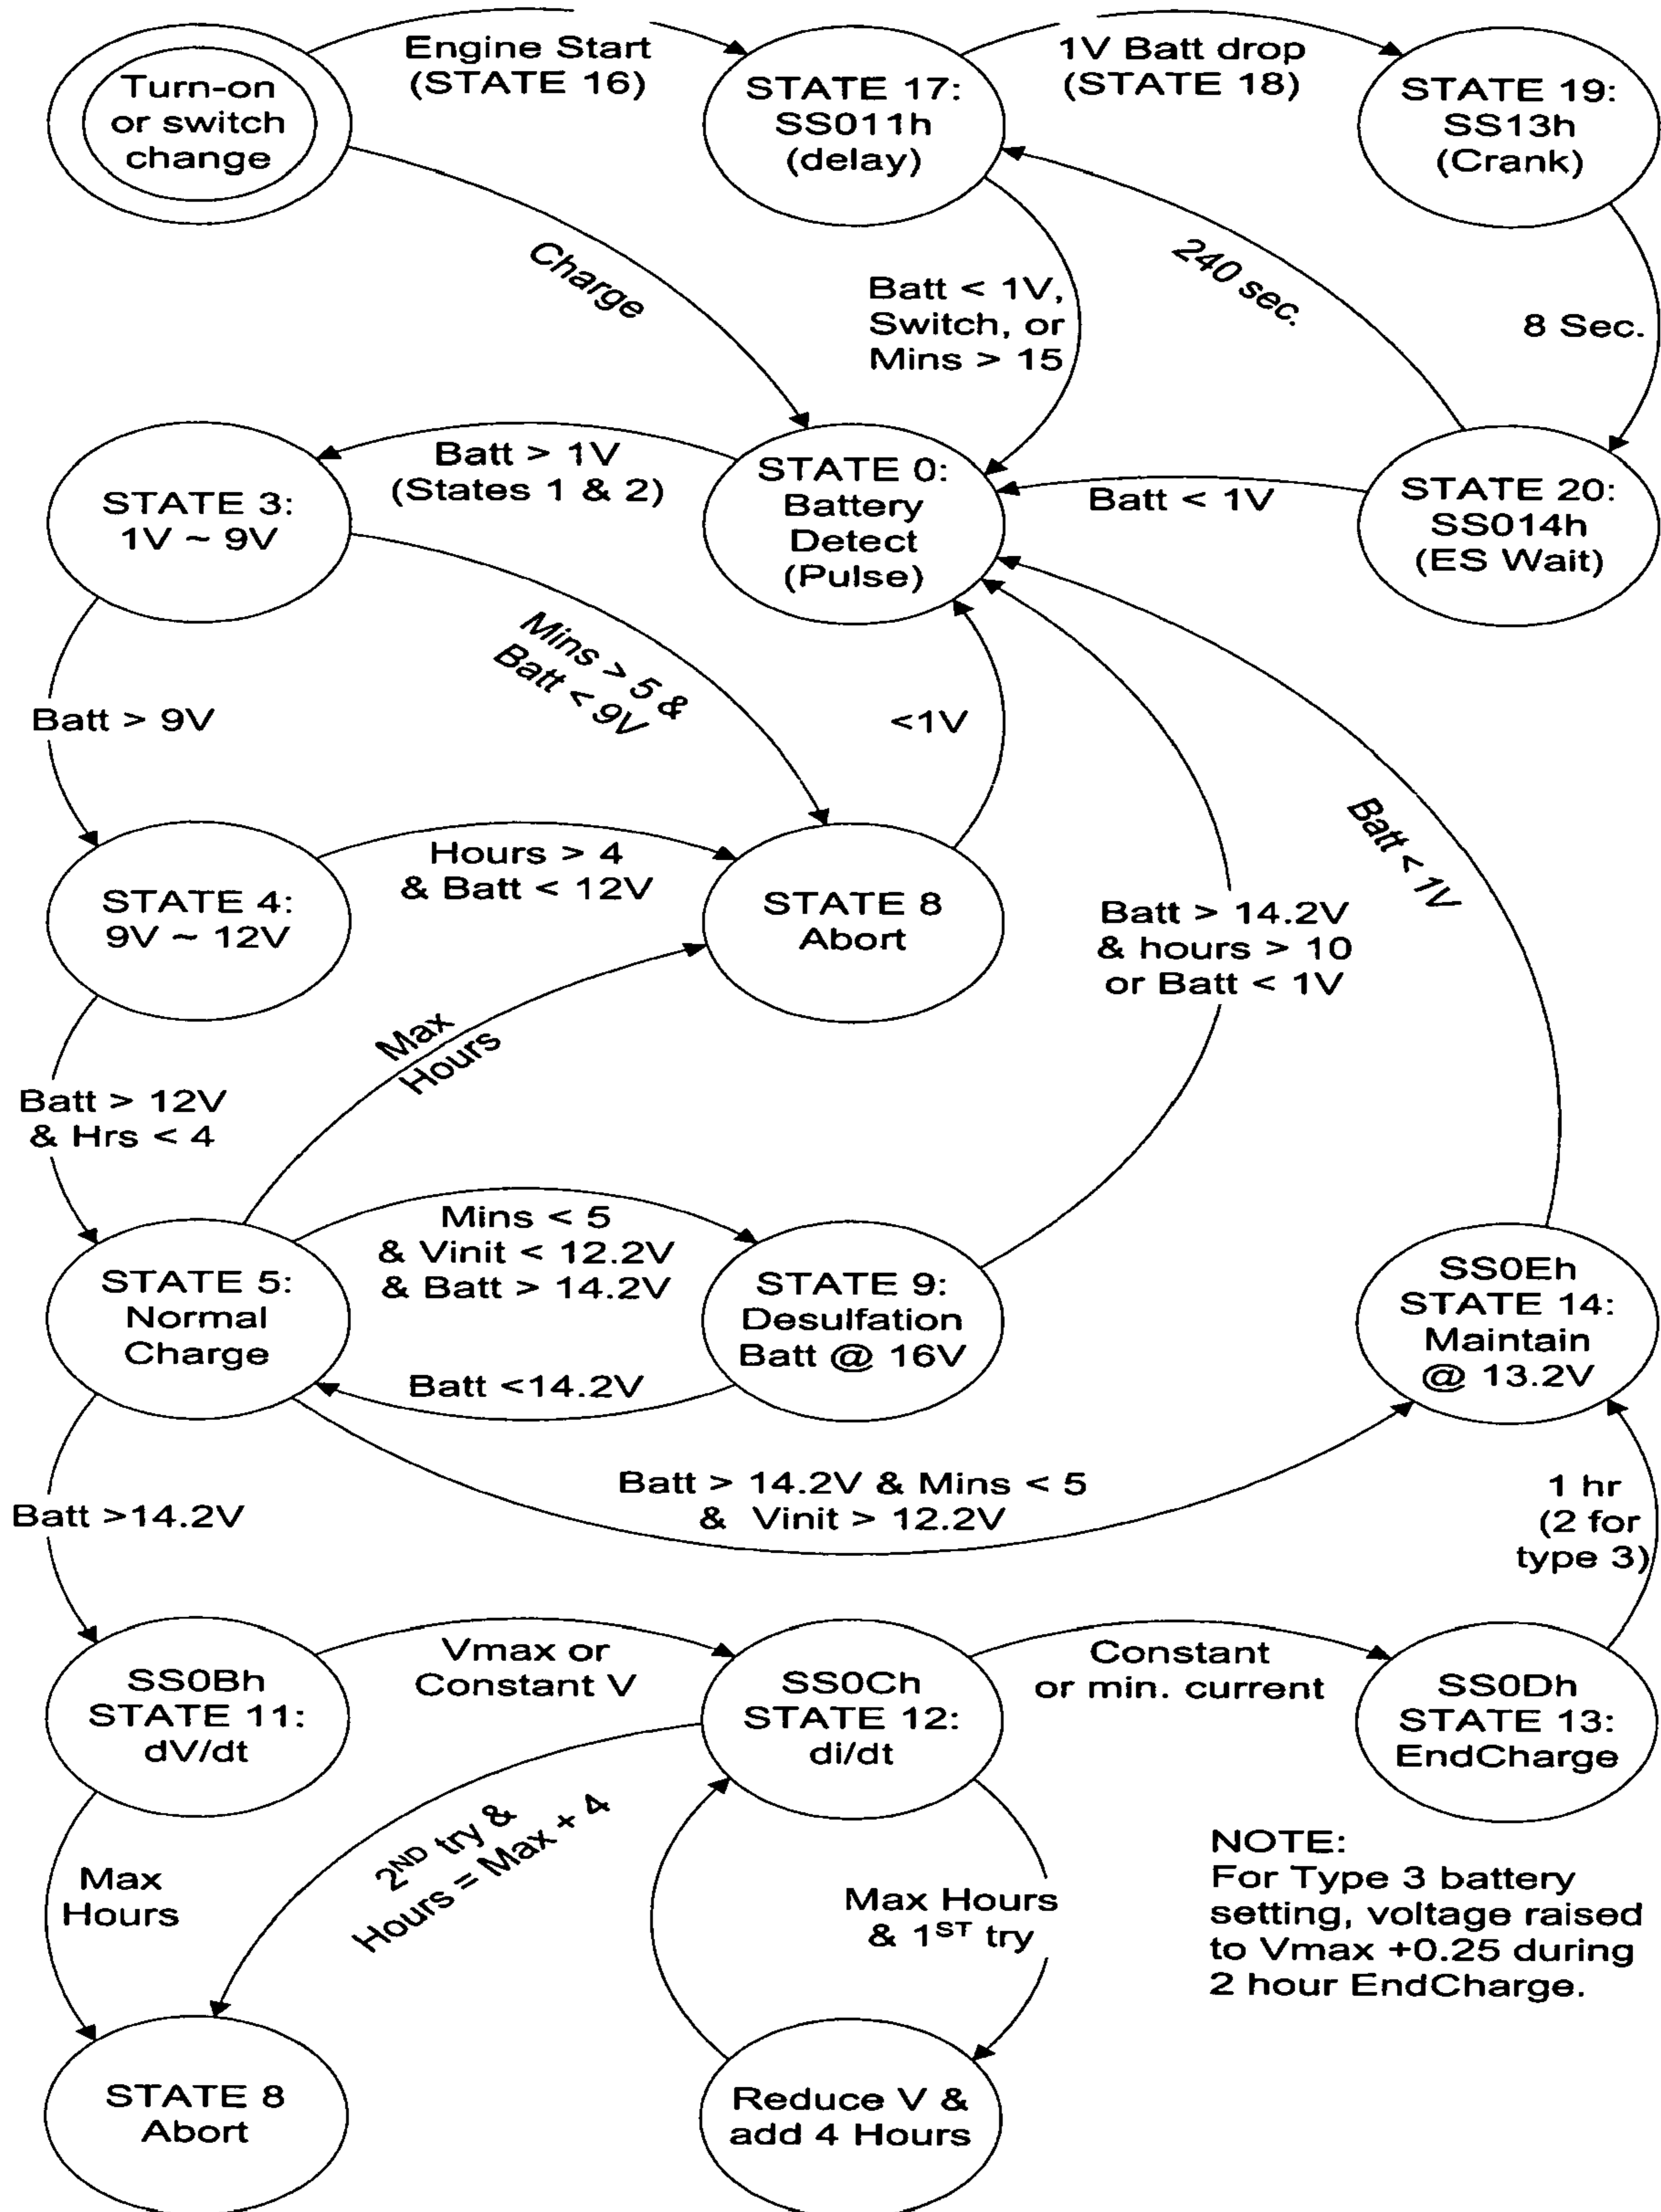 Turn-on
or switch
change
Engine Start
(STATE 16)
STATE 17:
SS011h
(delay)
1V Batt drop
(STATE 18)
STATE 19:
SS13h
(Crank)
Charge
Batt < 1V,
Switch, or
Mins > 15
240 sec.
8 Sec.
STATE 3:
1V ~ 9V
Batt > 1V
(States 1 & 2)
STATE 0:
Battery
Detect
(Pulse)
Batt < 1V
STATE 20:
SS014h
(ES Wait)
Batt > 9V
Mins > 5 &
Batt < 9V
<1V
Batt < 1V
STATE 4:
9V ~ 12V
Hours > 4
& Batt < 12V
STATE 8
Abort
Batt > 14.2V
& hours > 10
or Batt < 1V
Max
Hours
Batt > 12V
& Hrs < 4
STATE 5:
Normal
Charge
Mins < 5
& Vinit < 12.2V
& Batt > 14.2V
Batt <14.2V
STATE 9:
Desulfation
Batt @ 16V
SS0Eh
STATE 14:
Maintain
@ 13.2V
Batt >14.2V
Batt > 14.2V & Mins < 5
& Vinit > 12.2V
1 hr
(2 for
type 3)
SS0Bh
STATE 11:
dV/dt
Vmax or
Constant V
SS0Ch
STATE 12:
di/dt
Constant
or min. current
SS0Dh
STATE 13:
EndCharge
Max
Hours
2ND try &
Hours = Max + 4
Max Hours
& 1ST try
NOTE:
For Type 3 battery
setting, voltage raised
to Vmax +0.25 during
2 hour EndCharge.
STATE 8
Abort
Reduce V &
add 4 Hours